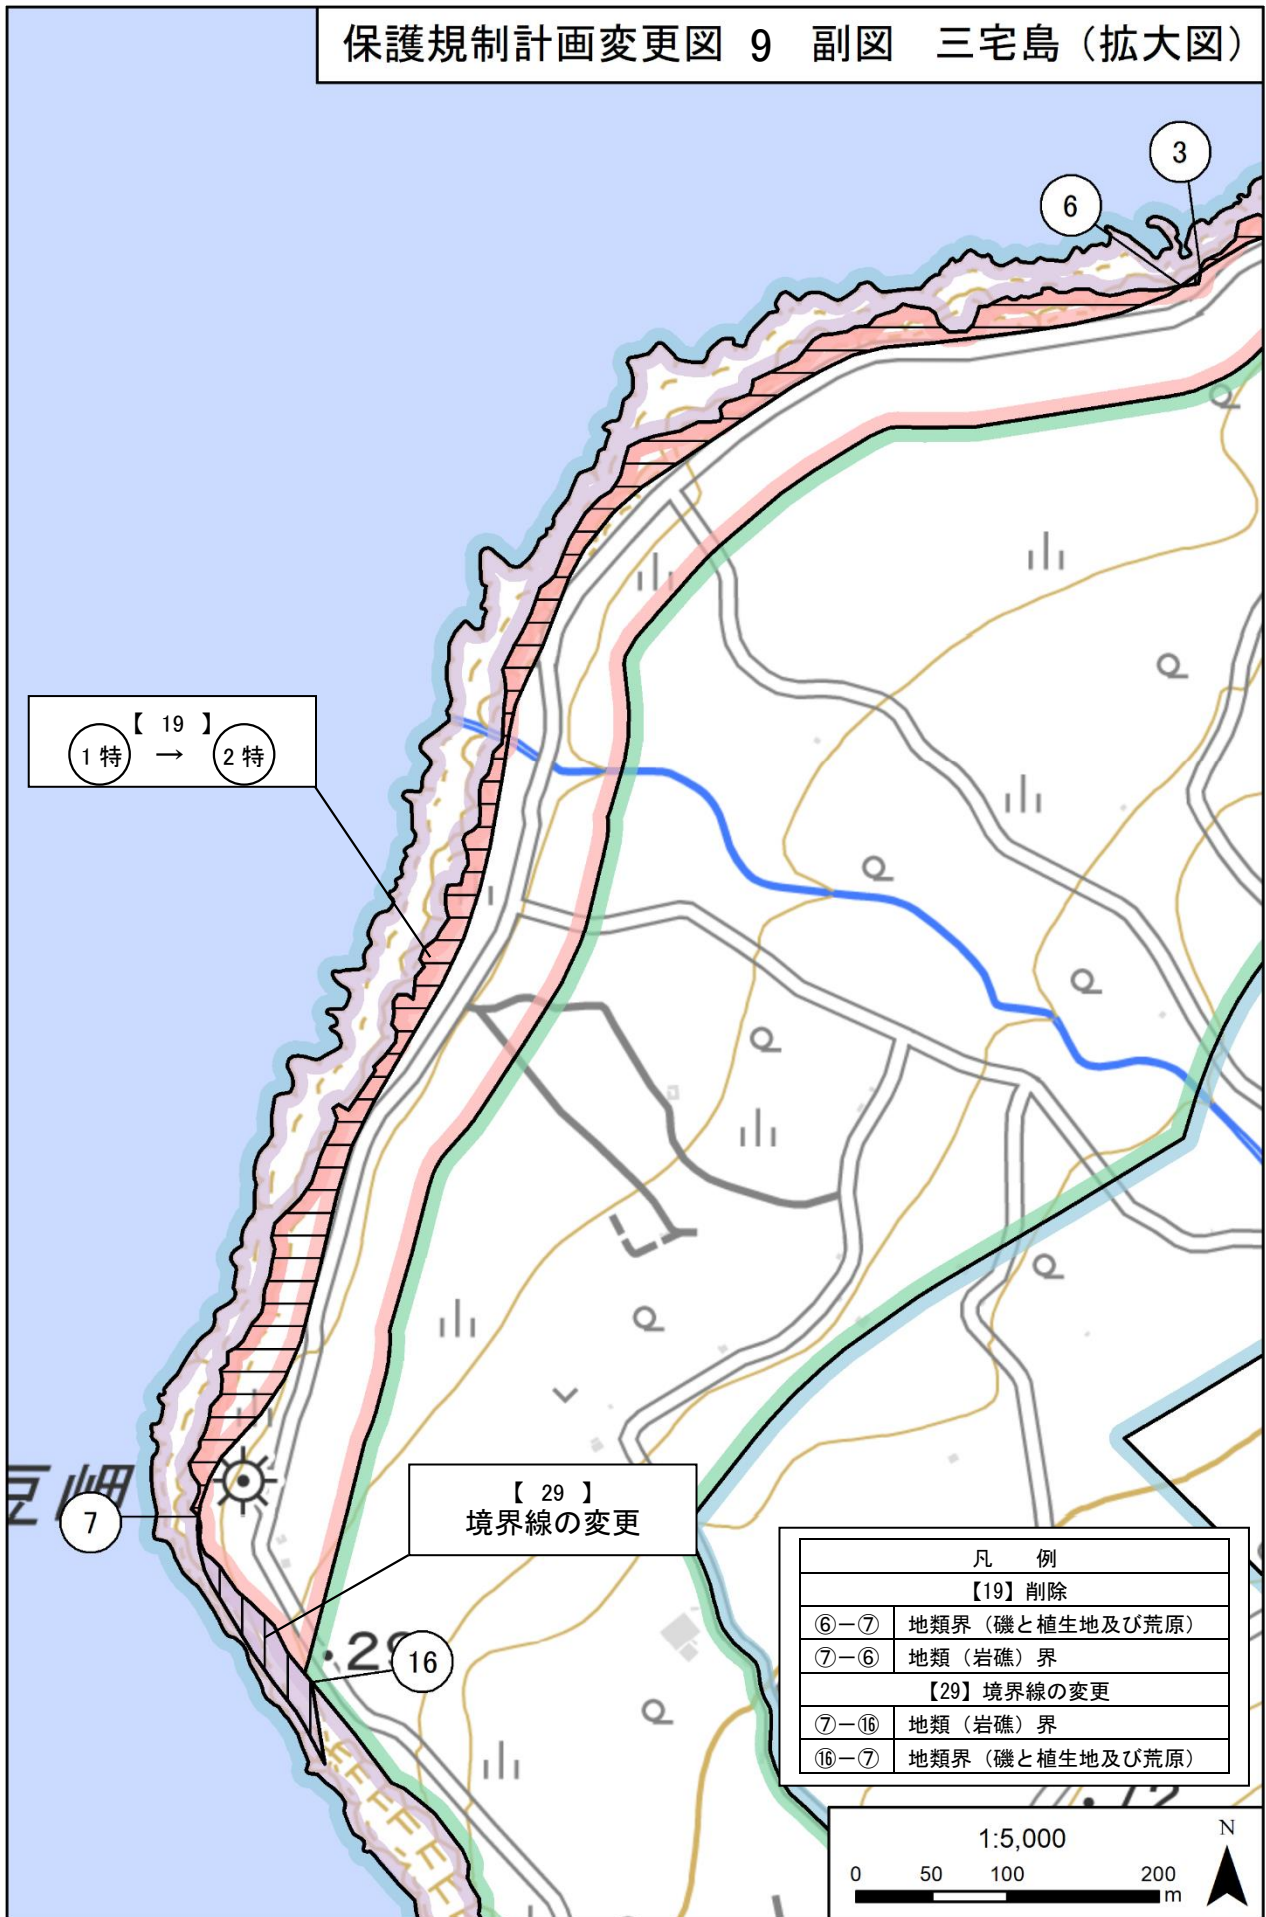 保護規制計画変更図 9　副図　三宅島（拡大図）
3
6
【 19 】
1特 → 2特
豆岬
7
【 29 】
境界線の変更
16
凡　例
【19】削除
⑥－⑦ 地類界（磯と植生地及び荒原）
⑦－⑥ 地類（岩礁）界
【29】境界線の変更
⑦－⑯ 地類（岩礁）界
⑯－⑦ 地類界（磯と植生地及び荒原）
1:5,000
N
0 50 100 200
m